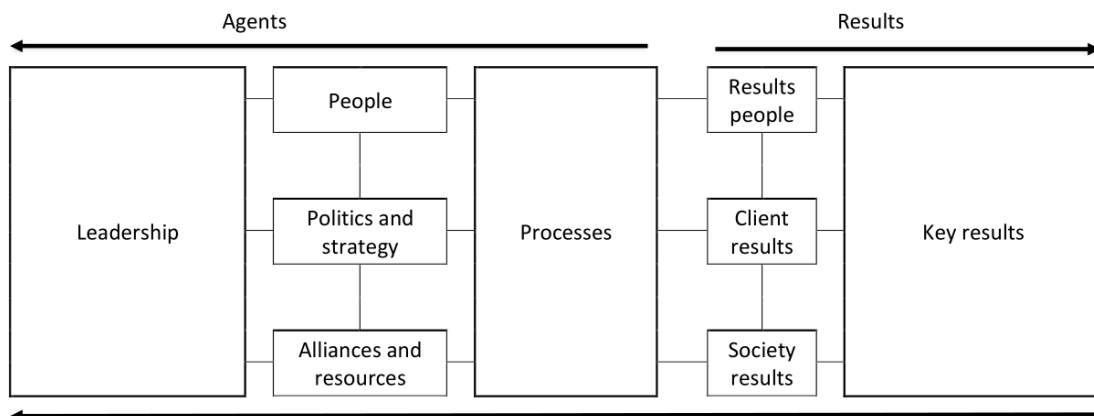 Agents
Results
People
Results
people
Leadership
Politics and
strategy
Processes
Client
results
Key results
Alliances and
resources
Society
results